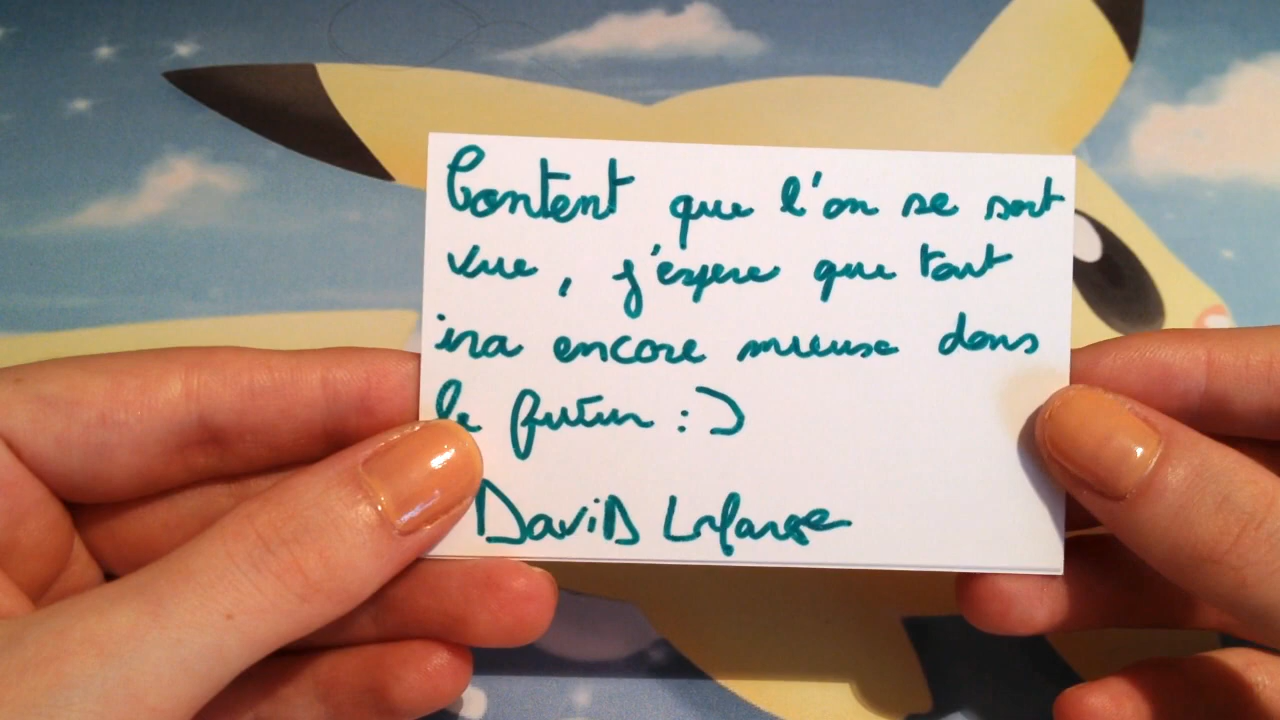 Content que l'on se soit
vue, j'espere que tout
ira encore mieux dans
le futur :)
DaviD Lafarge